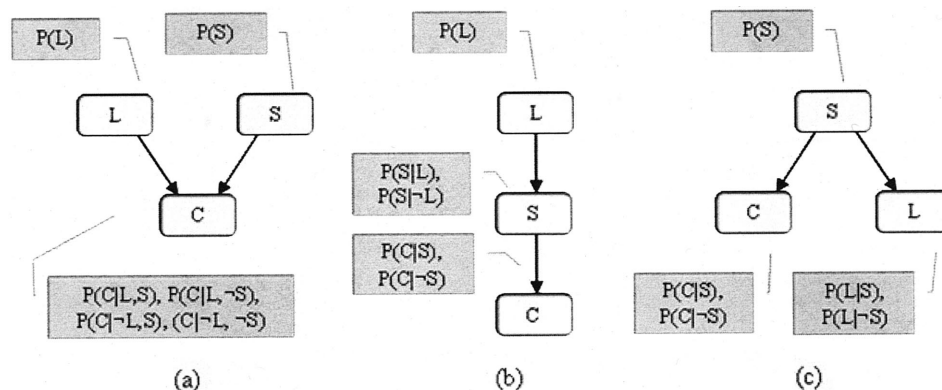 P(L)
P(S)
L
S
C
P(C|L,S), P(C|L,¬S),
P(C|¬L,S), (C|¬L, ¬S)
(a)
P(L)
L
P(S|L),
P(S|¬L)
S
P(C|S),
P(C|¬S)
C
(b)
P(S)
S
C
L
P(C|S),
P(C|¬S)
P(L|S),
P(L|¬S)
(c)